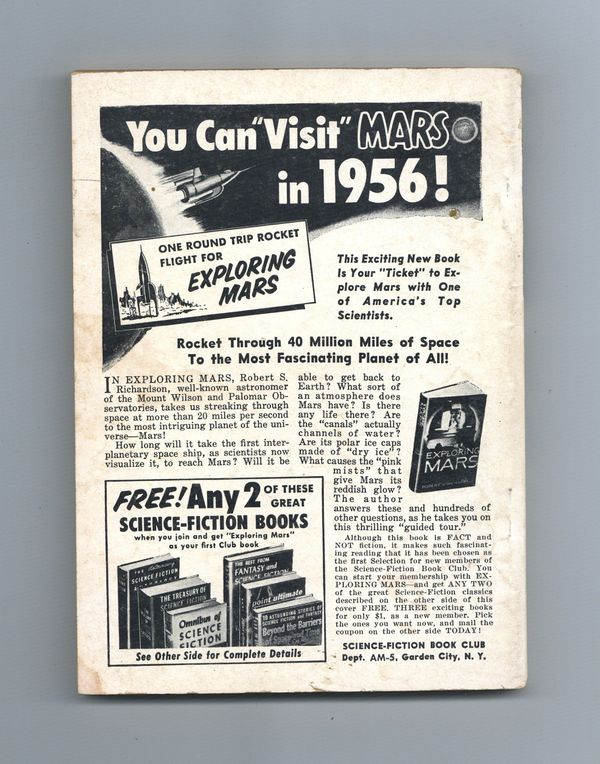 You Can "Visit" MARS
in 1956!
ONE ROUND TRIP ROCKET
FLIGHT FOR
EXPLORING
MARS
This Exciting New Book
Is Your "Ticket" to Ex-
plore Mars with One
of America's Top
Scientists.
Rocket Through 40 Million Miles of Space
To the Most Fascinating Planet of All!
IN EXPLORING MARS, Robert S.
Richardson, well-known astronomer
of the Mount Wilson and Palomar Ob-
servatories, takes us streaking through
space at more than 20 miles per second
to the most intriguing planet of the uni-
verse—Mars!
How long will it take the first inter-
planetary space ship, as scientists now
visualize it, to reach Mars? Will it be
able to get back to
Earth? What sort of
an atmosphere does
Mars have? Is there
any life there? Are
the "canals" actually
channels of water?
Are its polar ice caps
made of "dry ice"?
What causes the "pink
mists" that
give Mars its
reddish glow?
The author
answers these and hundreds of
other questions, as he takes you on
this thrilling "guided tour."
Although this book is FACT and
NOT fiction, it makes such fascinat-
ing reading that it has been chosen as
the first Selection for new members of
the Science-Fiction Book Club. You
can start your membership with EX-
PLORING MARS—and get ANY TWO
of the great Science-Fiction classics
described on the other side of this
cover FREE. THREE exciting books
for only $1, as a new member. Pick
the ones you want now, and mail the
coupon on the other side TODAY!
SCIENCE-FICTION BOOK CLUB
Dept. AM-5, Garden City, N. Y.
EXPLORING
MARS
FREE! Any 2 OF THESE
GREAT
SCIENCE-FICTION BOOKS
when you join and get "Exploring Mars"
as your first Club book
SCIENCE FICTION
THE TREASURY OF
SCIENCE FICTION
Omnibus of
SCIENCE
FICTION
THE BEST FROM
FANTASY and
SCIENCE FICTION
point ultimate
19 ASTOUNDING STORIES OF
SCIENCE FICTION and FANTASY
Beyond the Barriers
of Space and Time
See Other Side for Complete Details